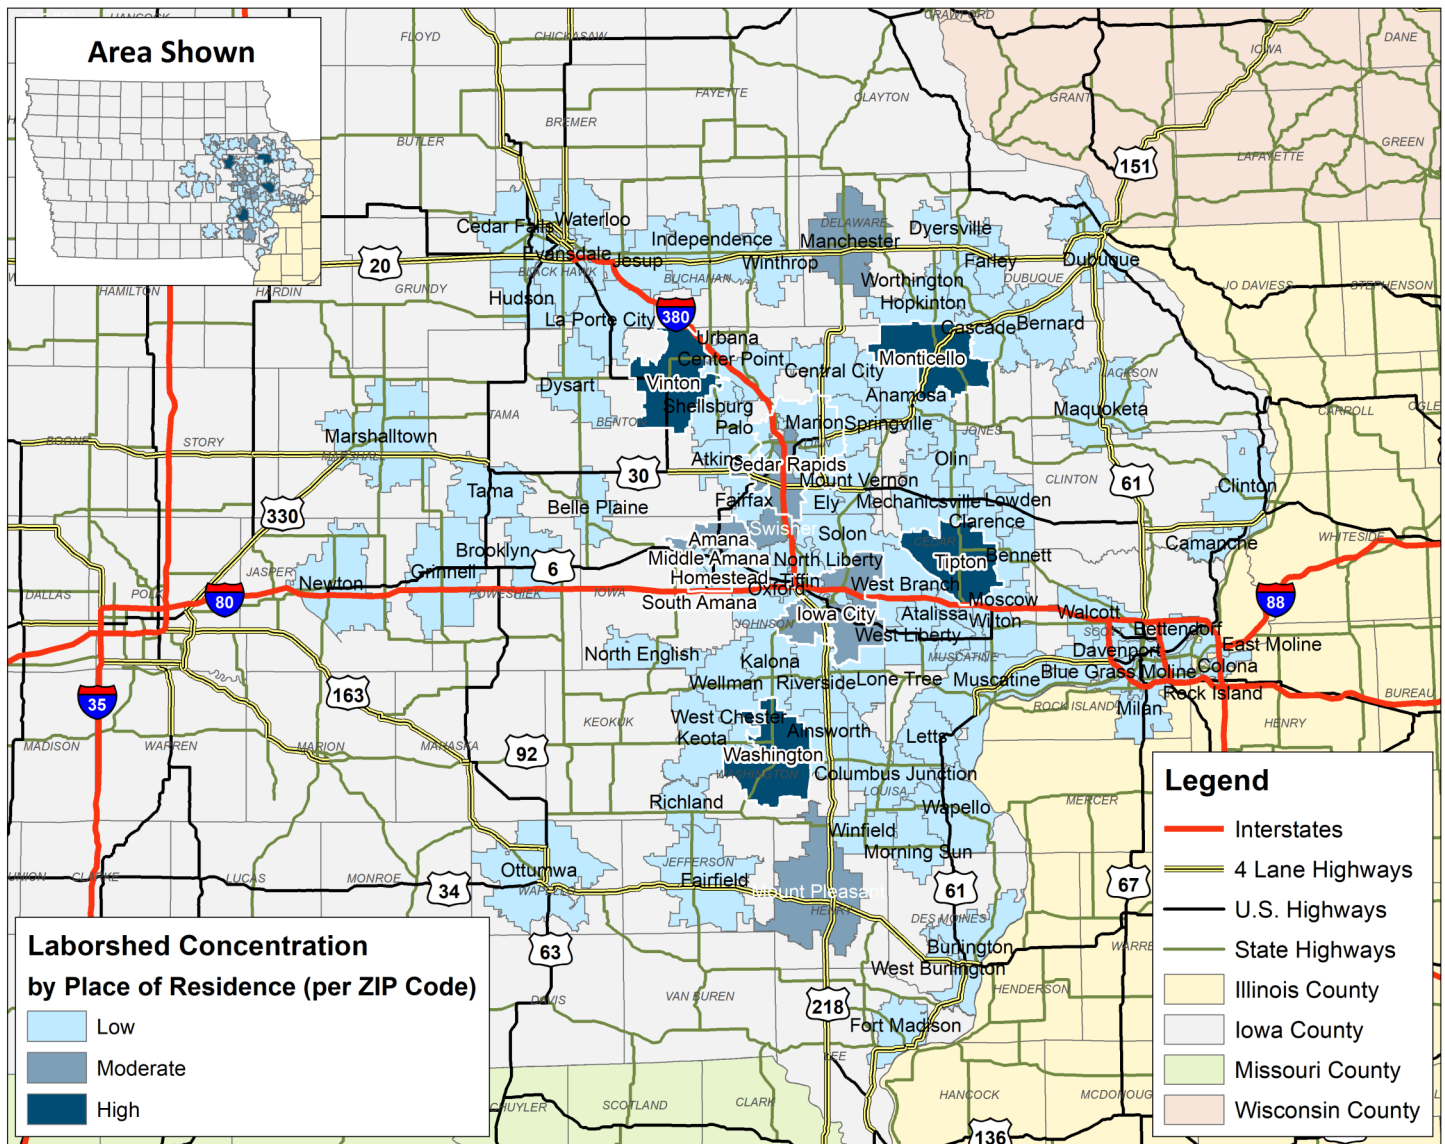 Area Shown
HANCOCK
FLOYD
CHICKASAW
CRAWFORD
IOWA
DANE
FAYETTE
CLAYTON
GRANT
BREMER
BUTLER
LAFAYETTE
GREEN
151
DELAWARE
Cedar Falls
Waterloo
Independence
Manchester
Dyersville
Evansdale
Jesup
Winthrop
Farley
Dubuque
20
BLACK HAWK
BUCHANAN
DUBUQUE
HAMILTON
HARDIN
GRUNDY
Hudson
Worthington
Hopkinton
JO DAVIESS
STEPHENSON
La Porte City
380
Urbana
Cascade
Bernard
Center Point
Monticello
Vinton
Central City
JACKSON
Dysart
Anamosa
Shellsburg
Maquoketa
CARROLL
OGLE
TAMA
BENTON
Palo
Marion
Springville
JONES
LINN
Marshalltown
BOONE
STORY
MARSHALL
Atkins
Cedar Rapids
Olin
30
Mount Vernon
CLINTON
61
Tama
Belle Plaine
Fairfax
Ely
Mechanicsville
Lowden
Clinton
330
Swisher
Clarence
Amana
Solon
CEDAR
Camanche
WHITESIDE
Brooklyn
Middle Amana
North Liberty
Tipton
Bennett
JASPER
Grinnell
6
Homestead
Tiffin
West Branch
Newton
DALLAS
POLK
80
POWESHIEK
IOWA
Oxford
Moscow
88
South Amana
Iowa City
Atalissa
Wilton
Walcott
JOHNSON
West Liberty
SCOTT
Bettendorf
North English
Kalona
MUSCATINE
Davenport
East Moline
Wellman
Riverside
Lone Tree
Muscatine
Blue Grass
Moline
Colona
Rock Island
BUREAU
35
163
ROCK ISLAND
Milan
HENRY
KEOKUK
West Chester
Keota
Ainsworth
Letts
MADISON
WARREN
MARION
MAHASKA
92
Washington
WASHINGTON
Columbus Junction
LOUISA
Richland
Wapello
MERCER
Winfield
Morning Sun
JEFFERSON
UNION
CLARKE
LUCAS
MONROE
34
Ottumwa
WAPELLO
Fairfield
Mount Pleasant
HENRY
61
67
DES MOINES
63
Burlington
West Burlington
WARRE
DAVIS
VAN BUREN
218
HENDERSON
Fort Madison
LEE
HANCOCK
MCDONOUG
SCHUYLER
SCOTLAND
CLARK
136
Laborshed Concentration
by Place of Residence (per ZIP Code)
Low
Moderate
High
Legend
Interstates
4 Lane Highways
U.S. Highways
State Highways
Illinois County
Iowa County
Missouri County
Wisconsin County